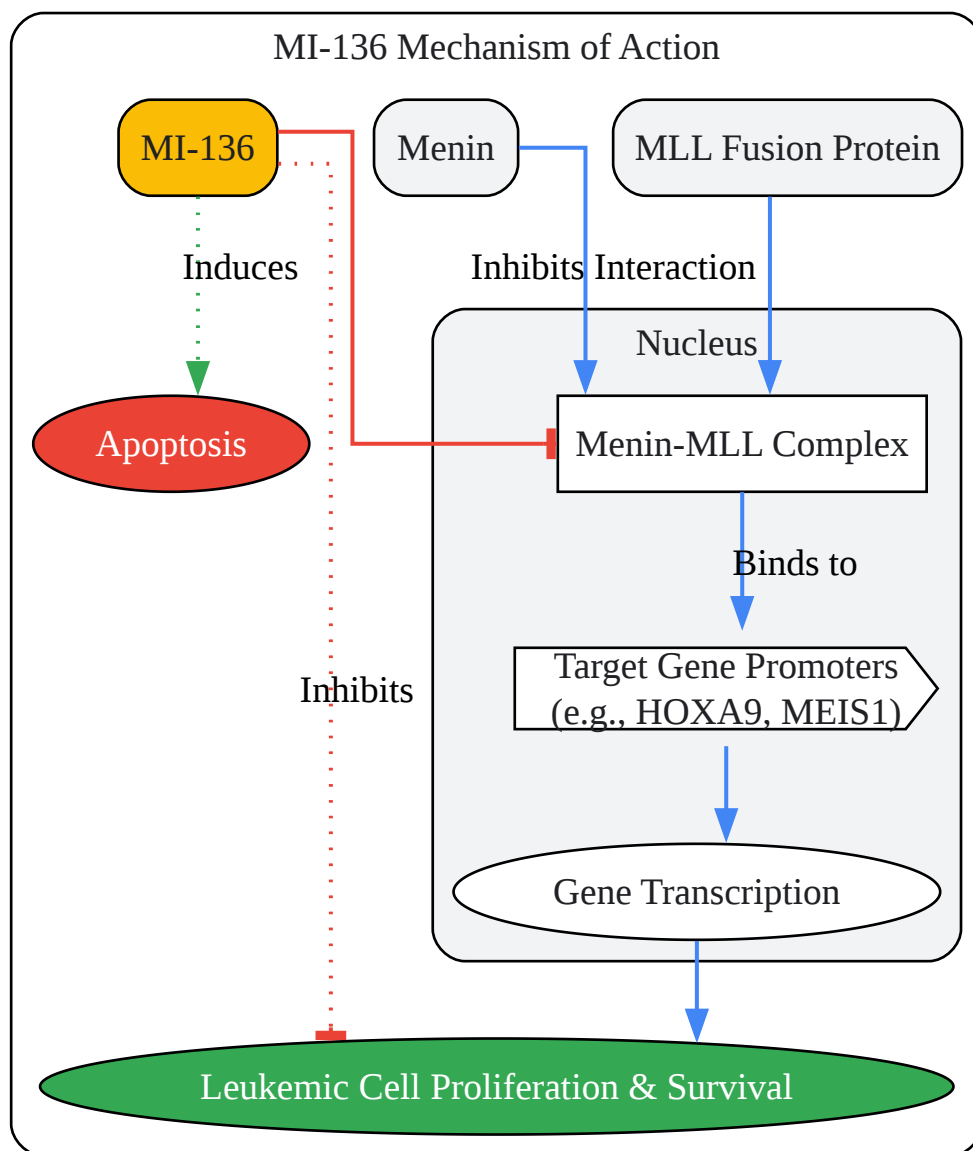 MI-136 Mechanism of Action
MI-136
Menin
MLL Fusion Protein
Induces
Inhibits Interaction
Nucleus
Apoptosis
Menin-MLL Complex
Binds to
Target Gene Promoters
(e.g., HOXA9, MEIS1)
Inhibits
Gene Transcription
Leukemic Cell Proliferation & Survival